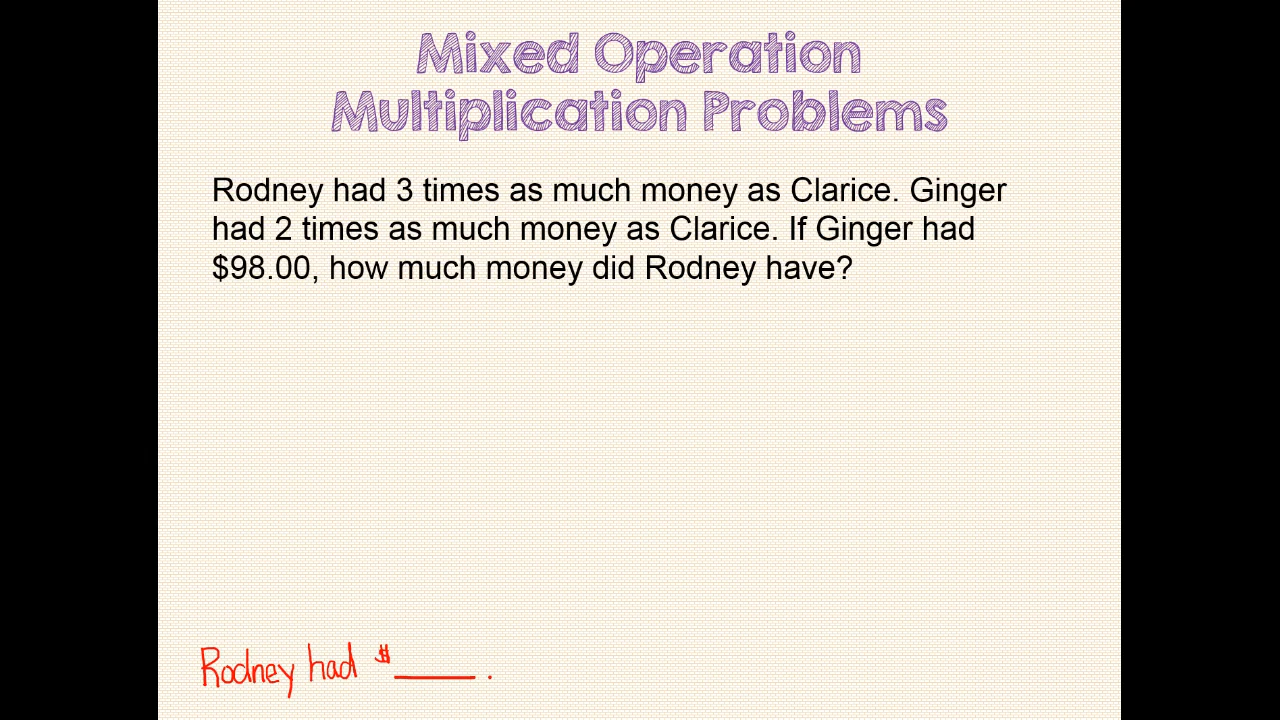 Mixed Operation
Multiplication Problems
Rodney had 3 times as much money as Clarice. Ginger
had 2 times as much money as Clarice. If Ginger had
$98.00, how much money did Rodney have?
Rodney had $_____.